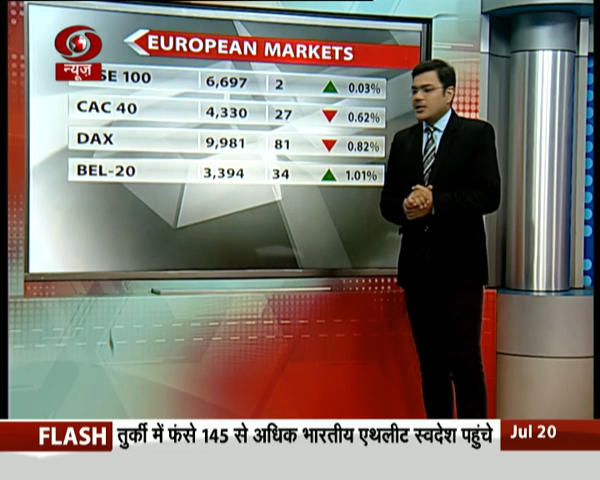 EUROPEAN MARKETS
न्यूज़
SE 100 6,697 2 0.03%
CAC 40 4,330 27 0.62%
DAX 9,981 81 0.82%
BEL-20 3,394 34 1.01%
FLASH तुर्की में फंसे 145 से अधिक भारतीय एथलीट स्वदेश पहुंचे Jul 20